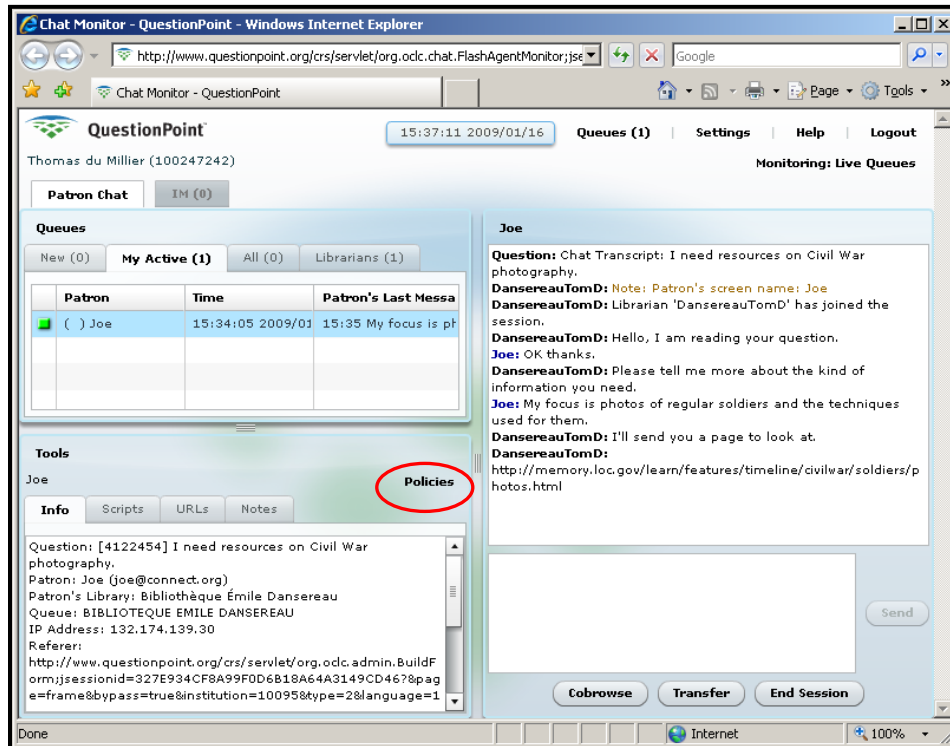 Chat Monitor - QuestionPoint - Windows Internet Explorer
http://www.questionpoint.org/crs/servlet/org.oclc.chat.FlashAgentMonitor;jse
Google
Chat Monitor - QuestionPoint
Page
Tools
»
QuestionPoint
15:37:11 2009/01/16
Queues (1) | Settings | Help | Logout
Thomas du Millier (100247242)
Monitoring: Live Queues
Patron Chat
IM (0)
Queues
New (0)
My Active (1)
All (0)
Librarians (1)
Patron
Time
Patron's Last Messa
( ) Joe
15:34:05 2009/01
15:35 My focus is ph
Tools
Joe
Policies
Info
Scripts
URLs
Notes
Question: [4122454] I need resources on Civil War
photography.
Patron: Joe (joe@connect.org)
Patron's Library: Bibliothèque Émile Dansereau
Queue: BIBLIOTEQUE EMILE DANSEREAU
IP Address: 132.174.139.30
Referer:
http://www.questionpoint.org/crs/servlet/org.oclc.admin.BuildF
orm;jsessionid=327E934CF8A99F0D6B18A64A3149CD46?&pag
e=frame&bypass=true&institution=10095&type=2&language=1
Joe
Question: Chat Transcript: I need resources on Civil War
photography.
DansereauTomD: Note: Patron's screen name: Joe
DansereauTomD: Librarian 'DansereauTomD' has joined the
session.
DansereauTomD: Hello, I am reading your question.
Joe: OK thanks.
DansereauTomD: Please tell me more about the kind of
information you need.
Joe: My focus is photos of regular soldiers and the techniques
used for them.
DansereauTomD: I'll send you a page to look at.
DansereauTomD:
http://memory.loc.gov/learn/features/timeline/civilwar/soldiers/p
hotos.html
Send
Cobrowse
Transfer
End Session
Done
Internet
100%